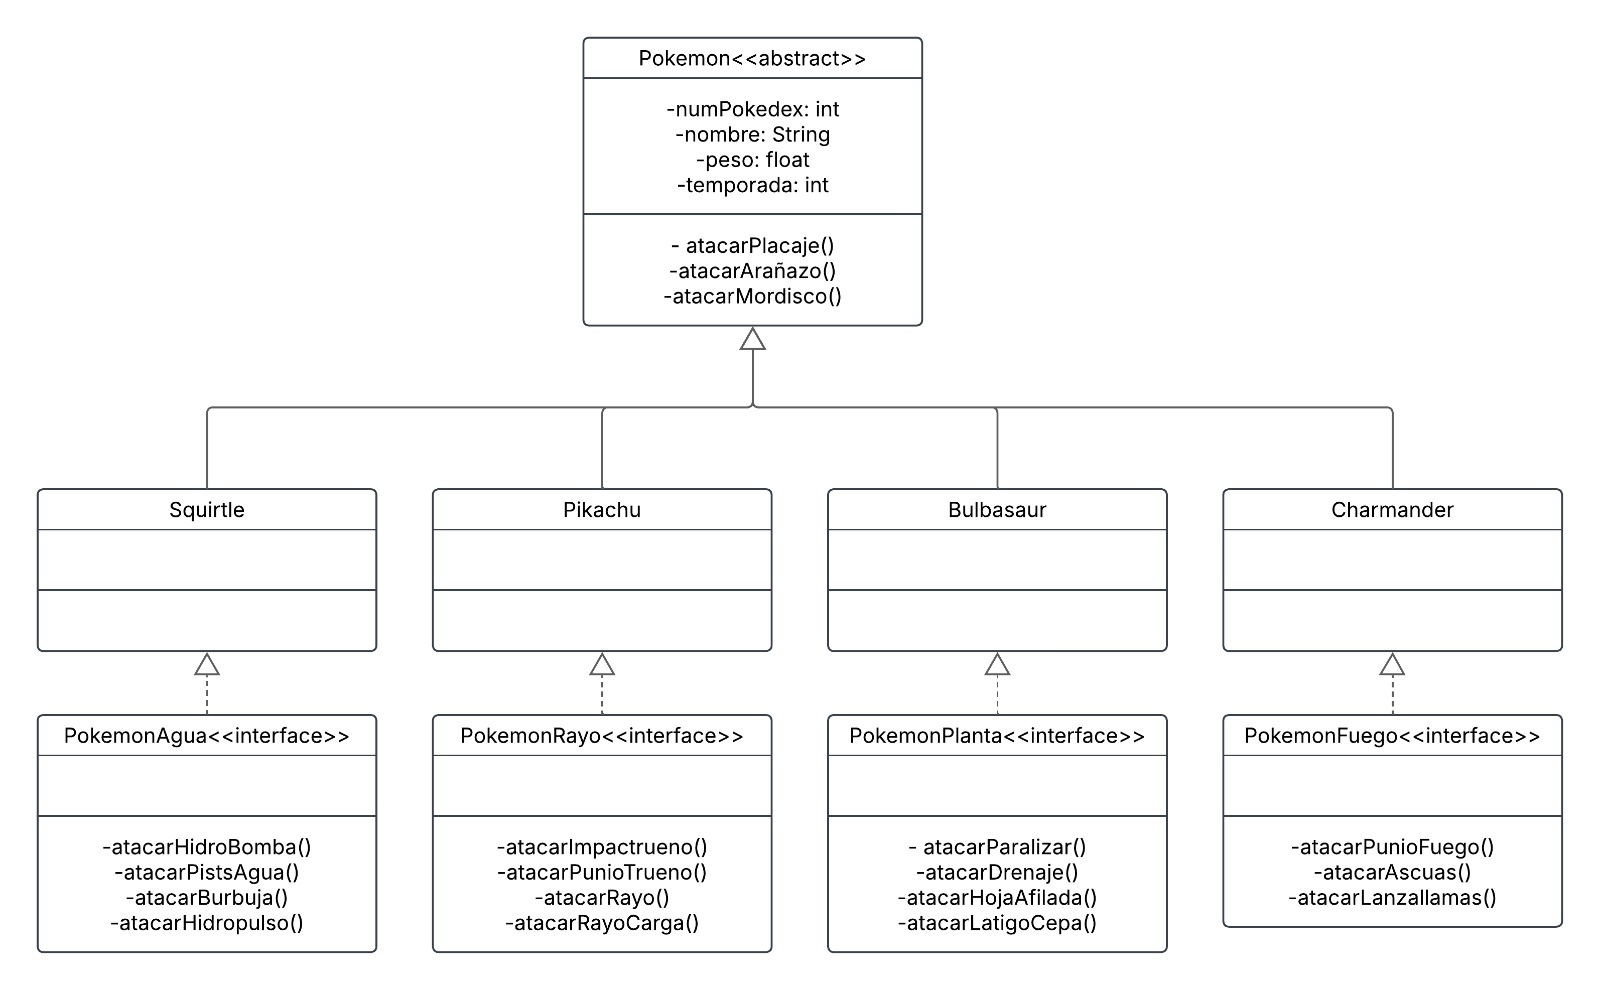 Pokemon<<abstract>>
-numPokedex: int
-nombre: String
-peso: float
-temporada: int
- atacarPlacaje()
-atacarArañazo()
-atacarMordisco()
Squirtle
Pikachu
Bulbasaur
Charmander
PokemonAgua<<interface>>
-atacarHidroBomba()
-atacarPistsAgua()
-atacarBurbuja()
-atacarHidropulso()
PokemonRayo<<interface>>
-atacarImpactrueno()
-atacarPunioTrueno()
-atacarRayo()
-atacarRayoCarga()
PokemonPlanta<<interface>>
- atacarParalizar()
-atacarDrenaje()
-atacarHojaAfilada()
-atacarLatigoCepa()
PokemonFuego<<interface>>
-atacarPunioFuego()
-atacarAscuas()
-atacarLanzallamas()